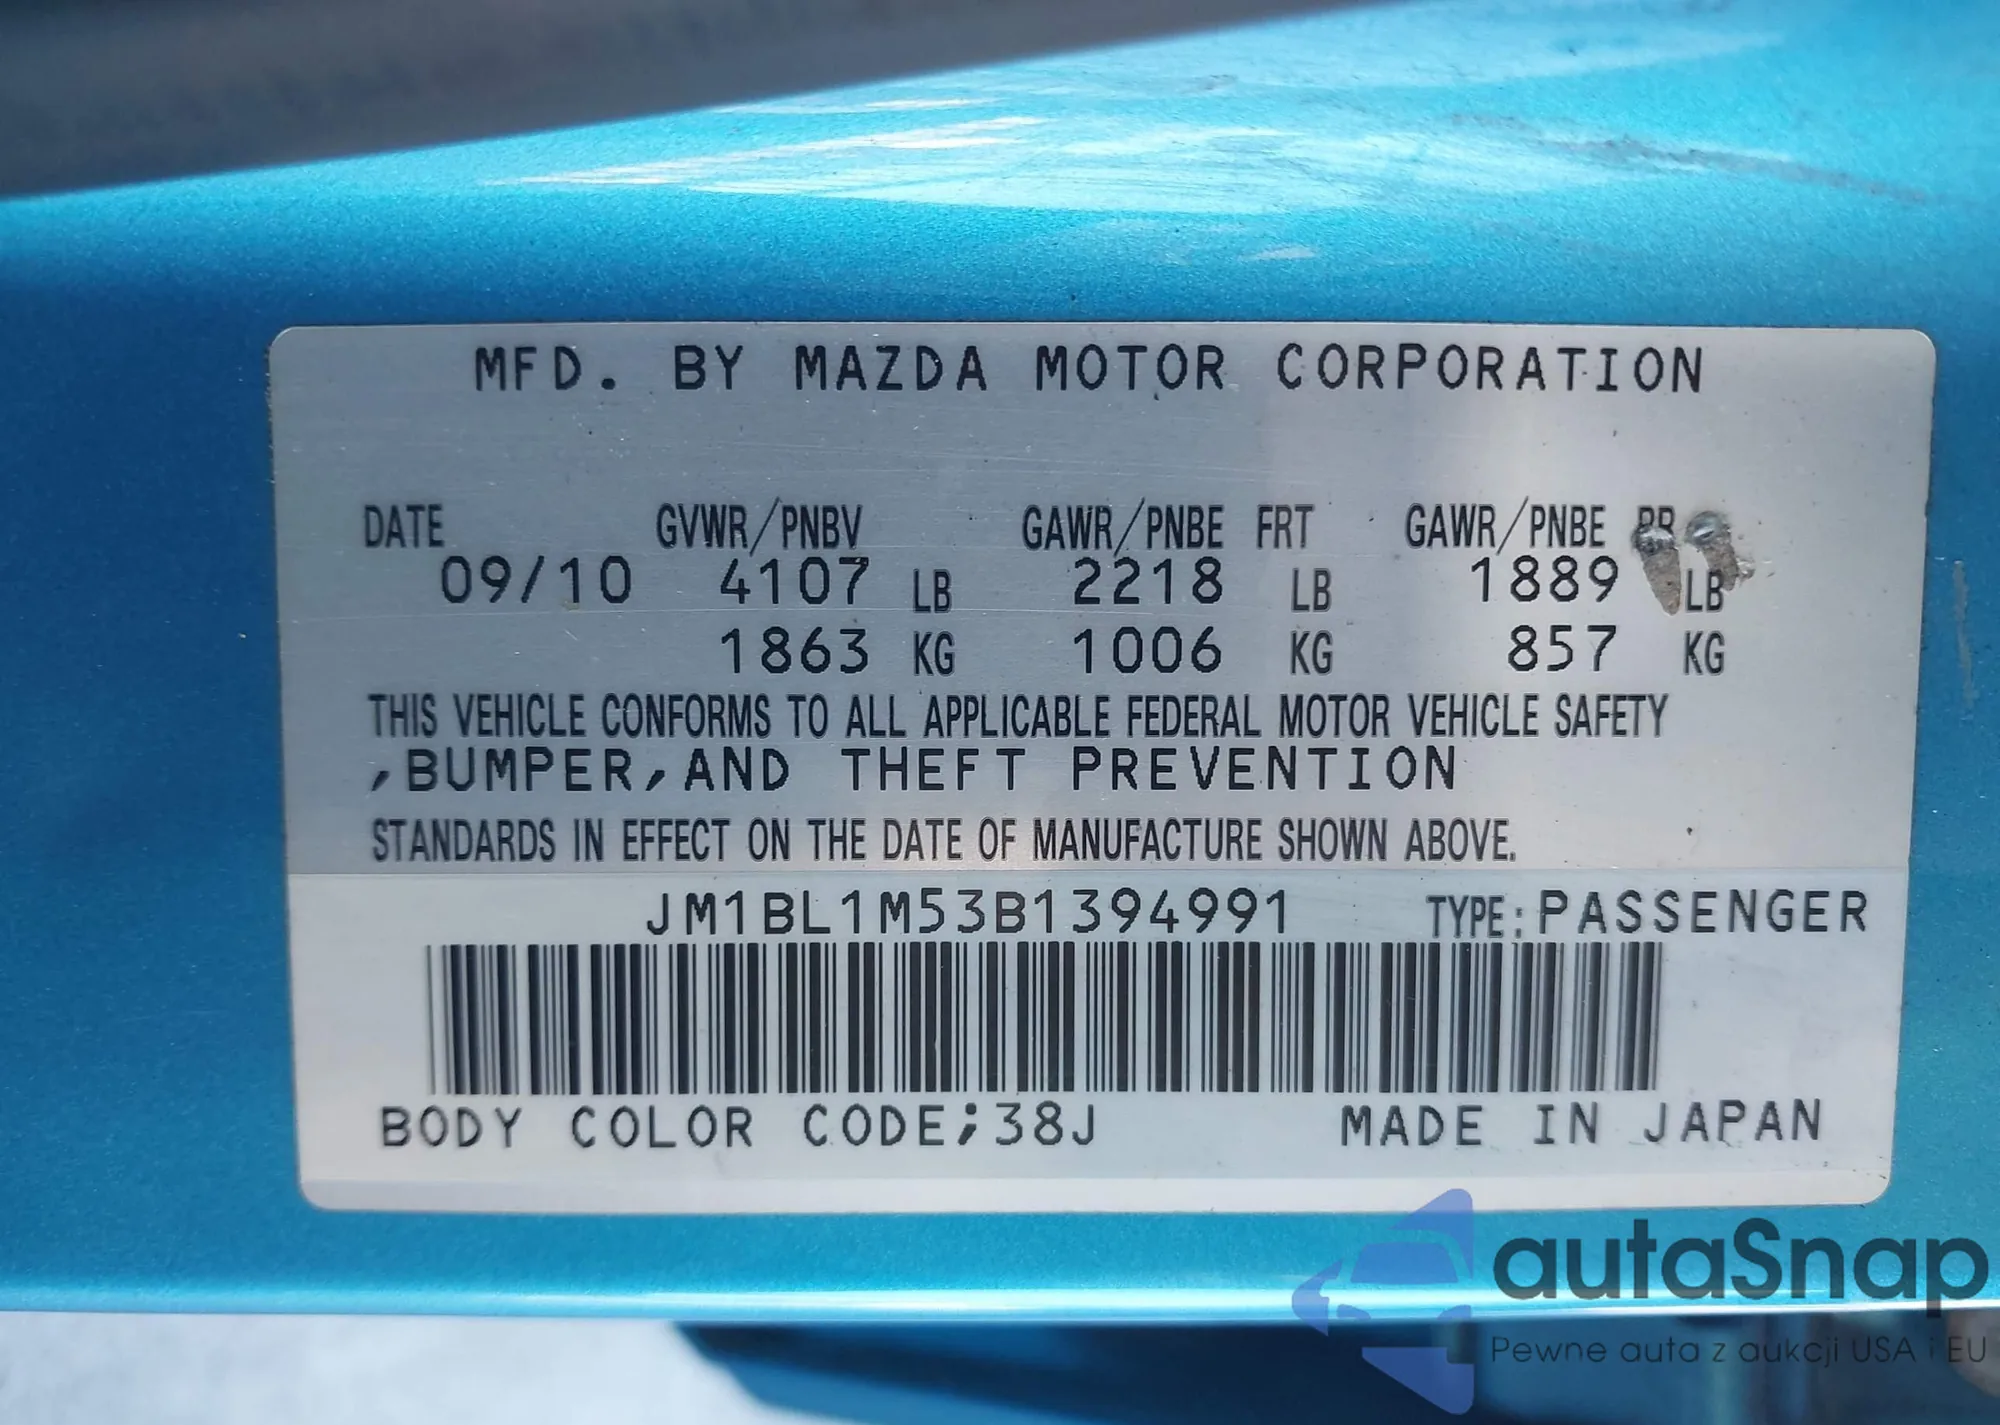 MFD. BY MAZDA MOTOR CORPORATION
DATE GVWR/PNBV GAWR/PNBE FRT GAWR/PNBE RR
09/10 4107 LB 2218 LB 1889 LB
1863 KG 1006 KG 857 KG
THIS VEHICLE CONFORMS TO ALL APPLICABLE FEDERAL MOTOR VEHICLE SAFETY
,BUMPER,AND THEFT PREVENTION
STANDARDS IN EFFECT ON THE DATE OF MANUFACTURE SHOWN ABOVE.
JM1BL1M53B1394991 TYPE:PASSENGER
BODY COLOR CODE;38J MADE IN JAPAN
autaSnap
Pewne auta z aukcji USA i EU